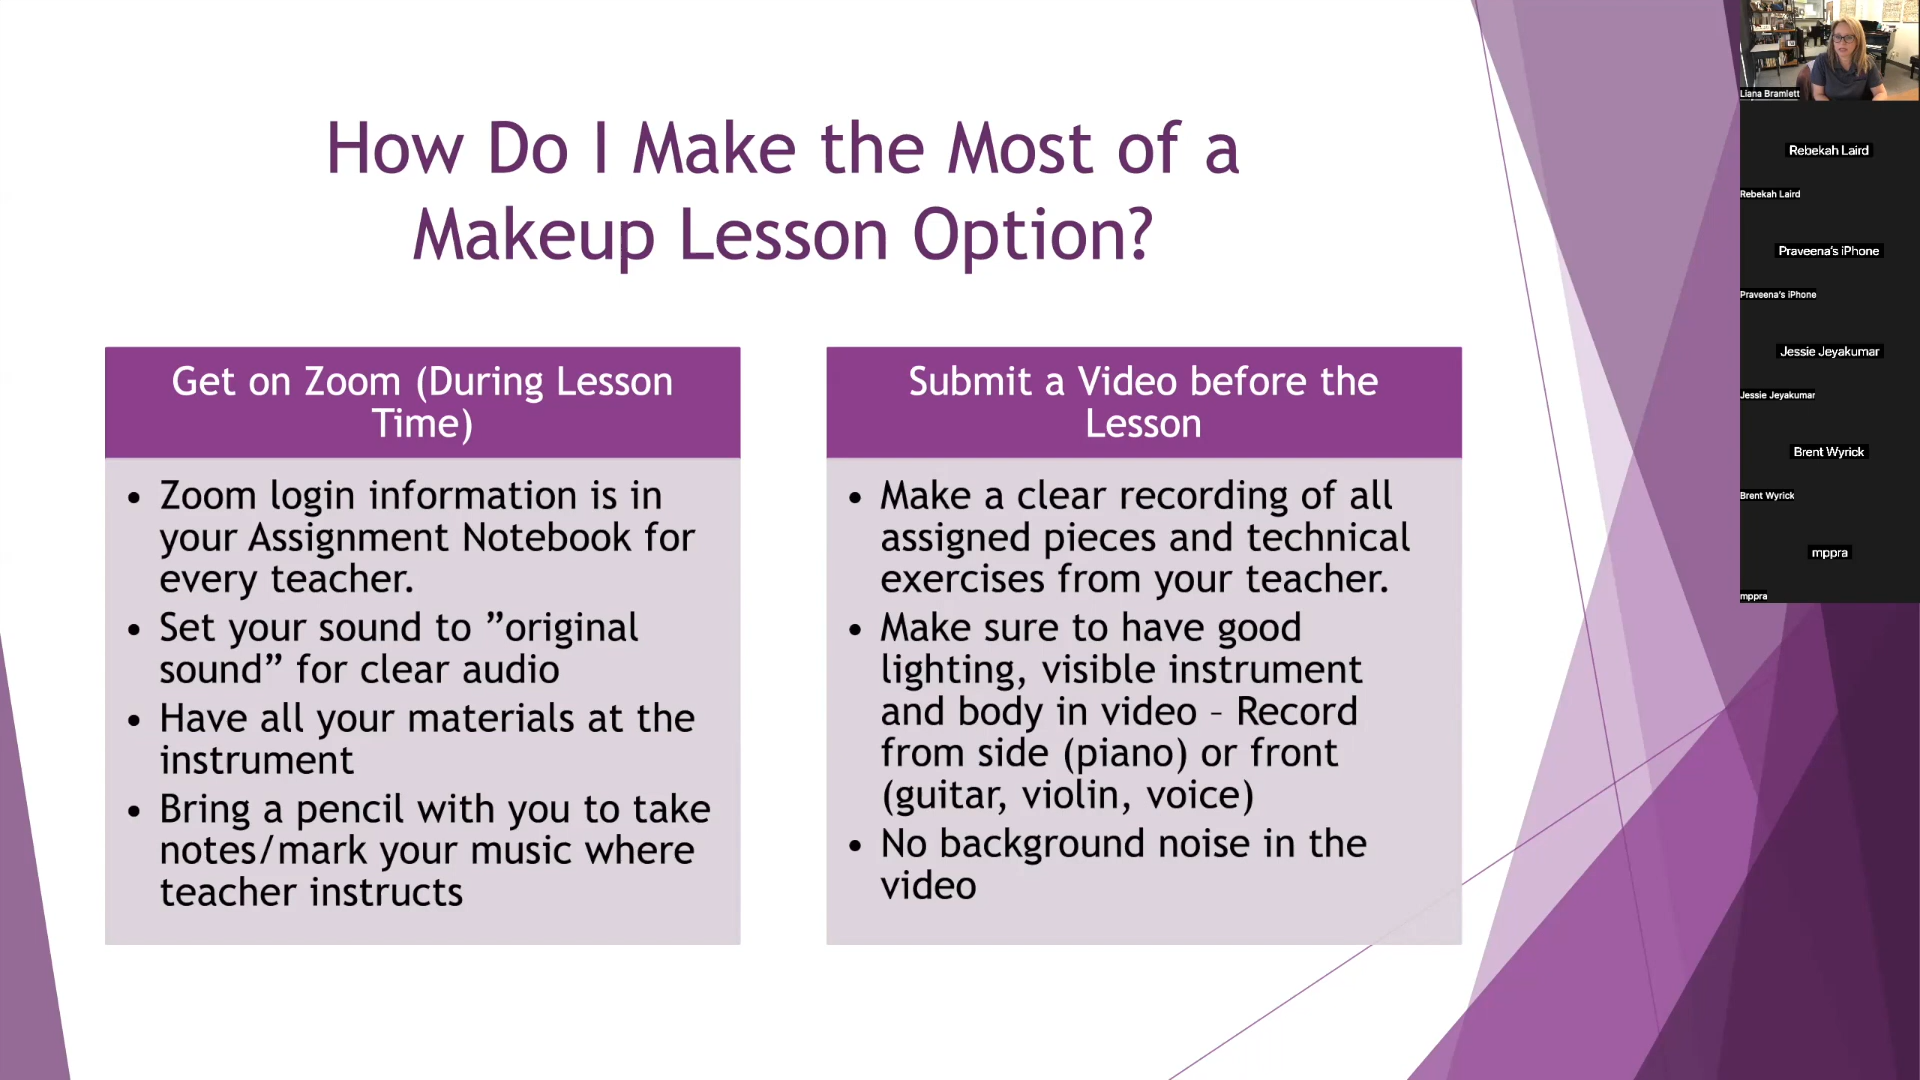 How Do I Make the Most of a
Makeup Lesson Option?
Get on Zoom (During Lesson
Time)
• Zoom login information is in
your Assignment Notebook for
every teacher.
• Set your sound to ”original
sound” for clear audio
• Have all your materials at the
instrument
• Bring a pencil with you to take
notes/mark your music where
teacher instructs
Submit a Video before the
Lesson
• Make a clear recording of all
assigned pieces and technical
exercises from your teacher.
• Make sure to have good
lighting, visible instrument
and body in video – Record
from side (piano) or front
(guitar, violin, voice)
• No background noise in the
video
Liana Bramlett
Rebekah Laird
Rebekah Laird
Praveena's iPhone
Praveena's iPhone
Jessie Jeyakumar
Jessie Jeyakumar
Brent Wyrick
Brent Wyrick
mppra
mppra